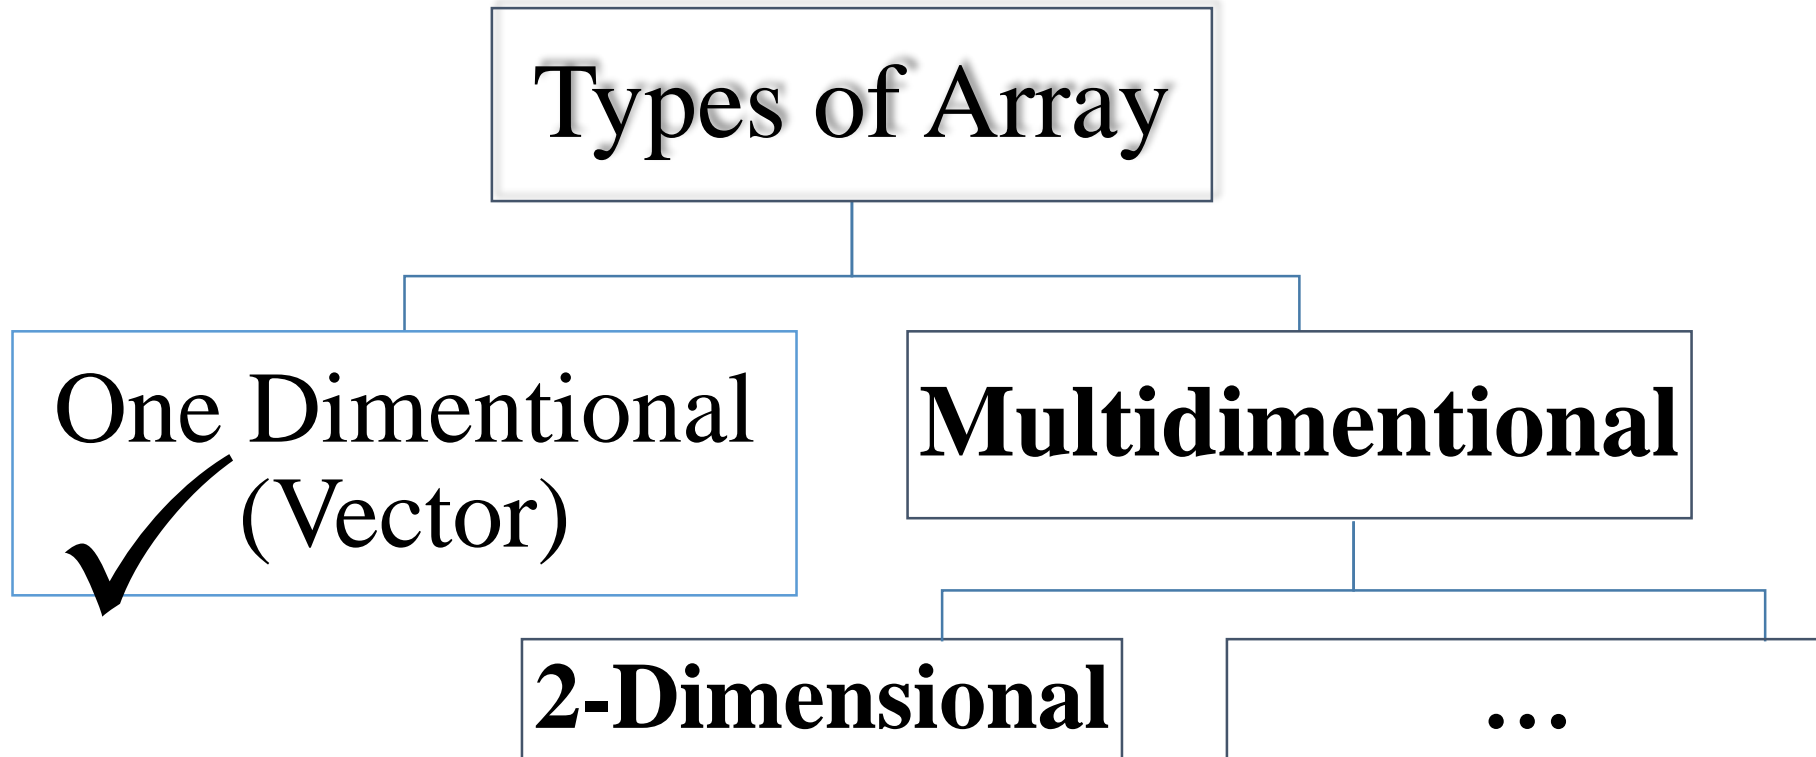 Types of Array
One Dimentional
(Vector)
Multidimentional
2-Dimensional
...